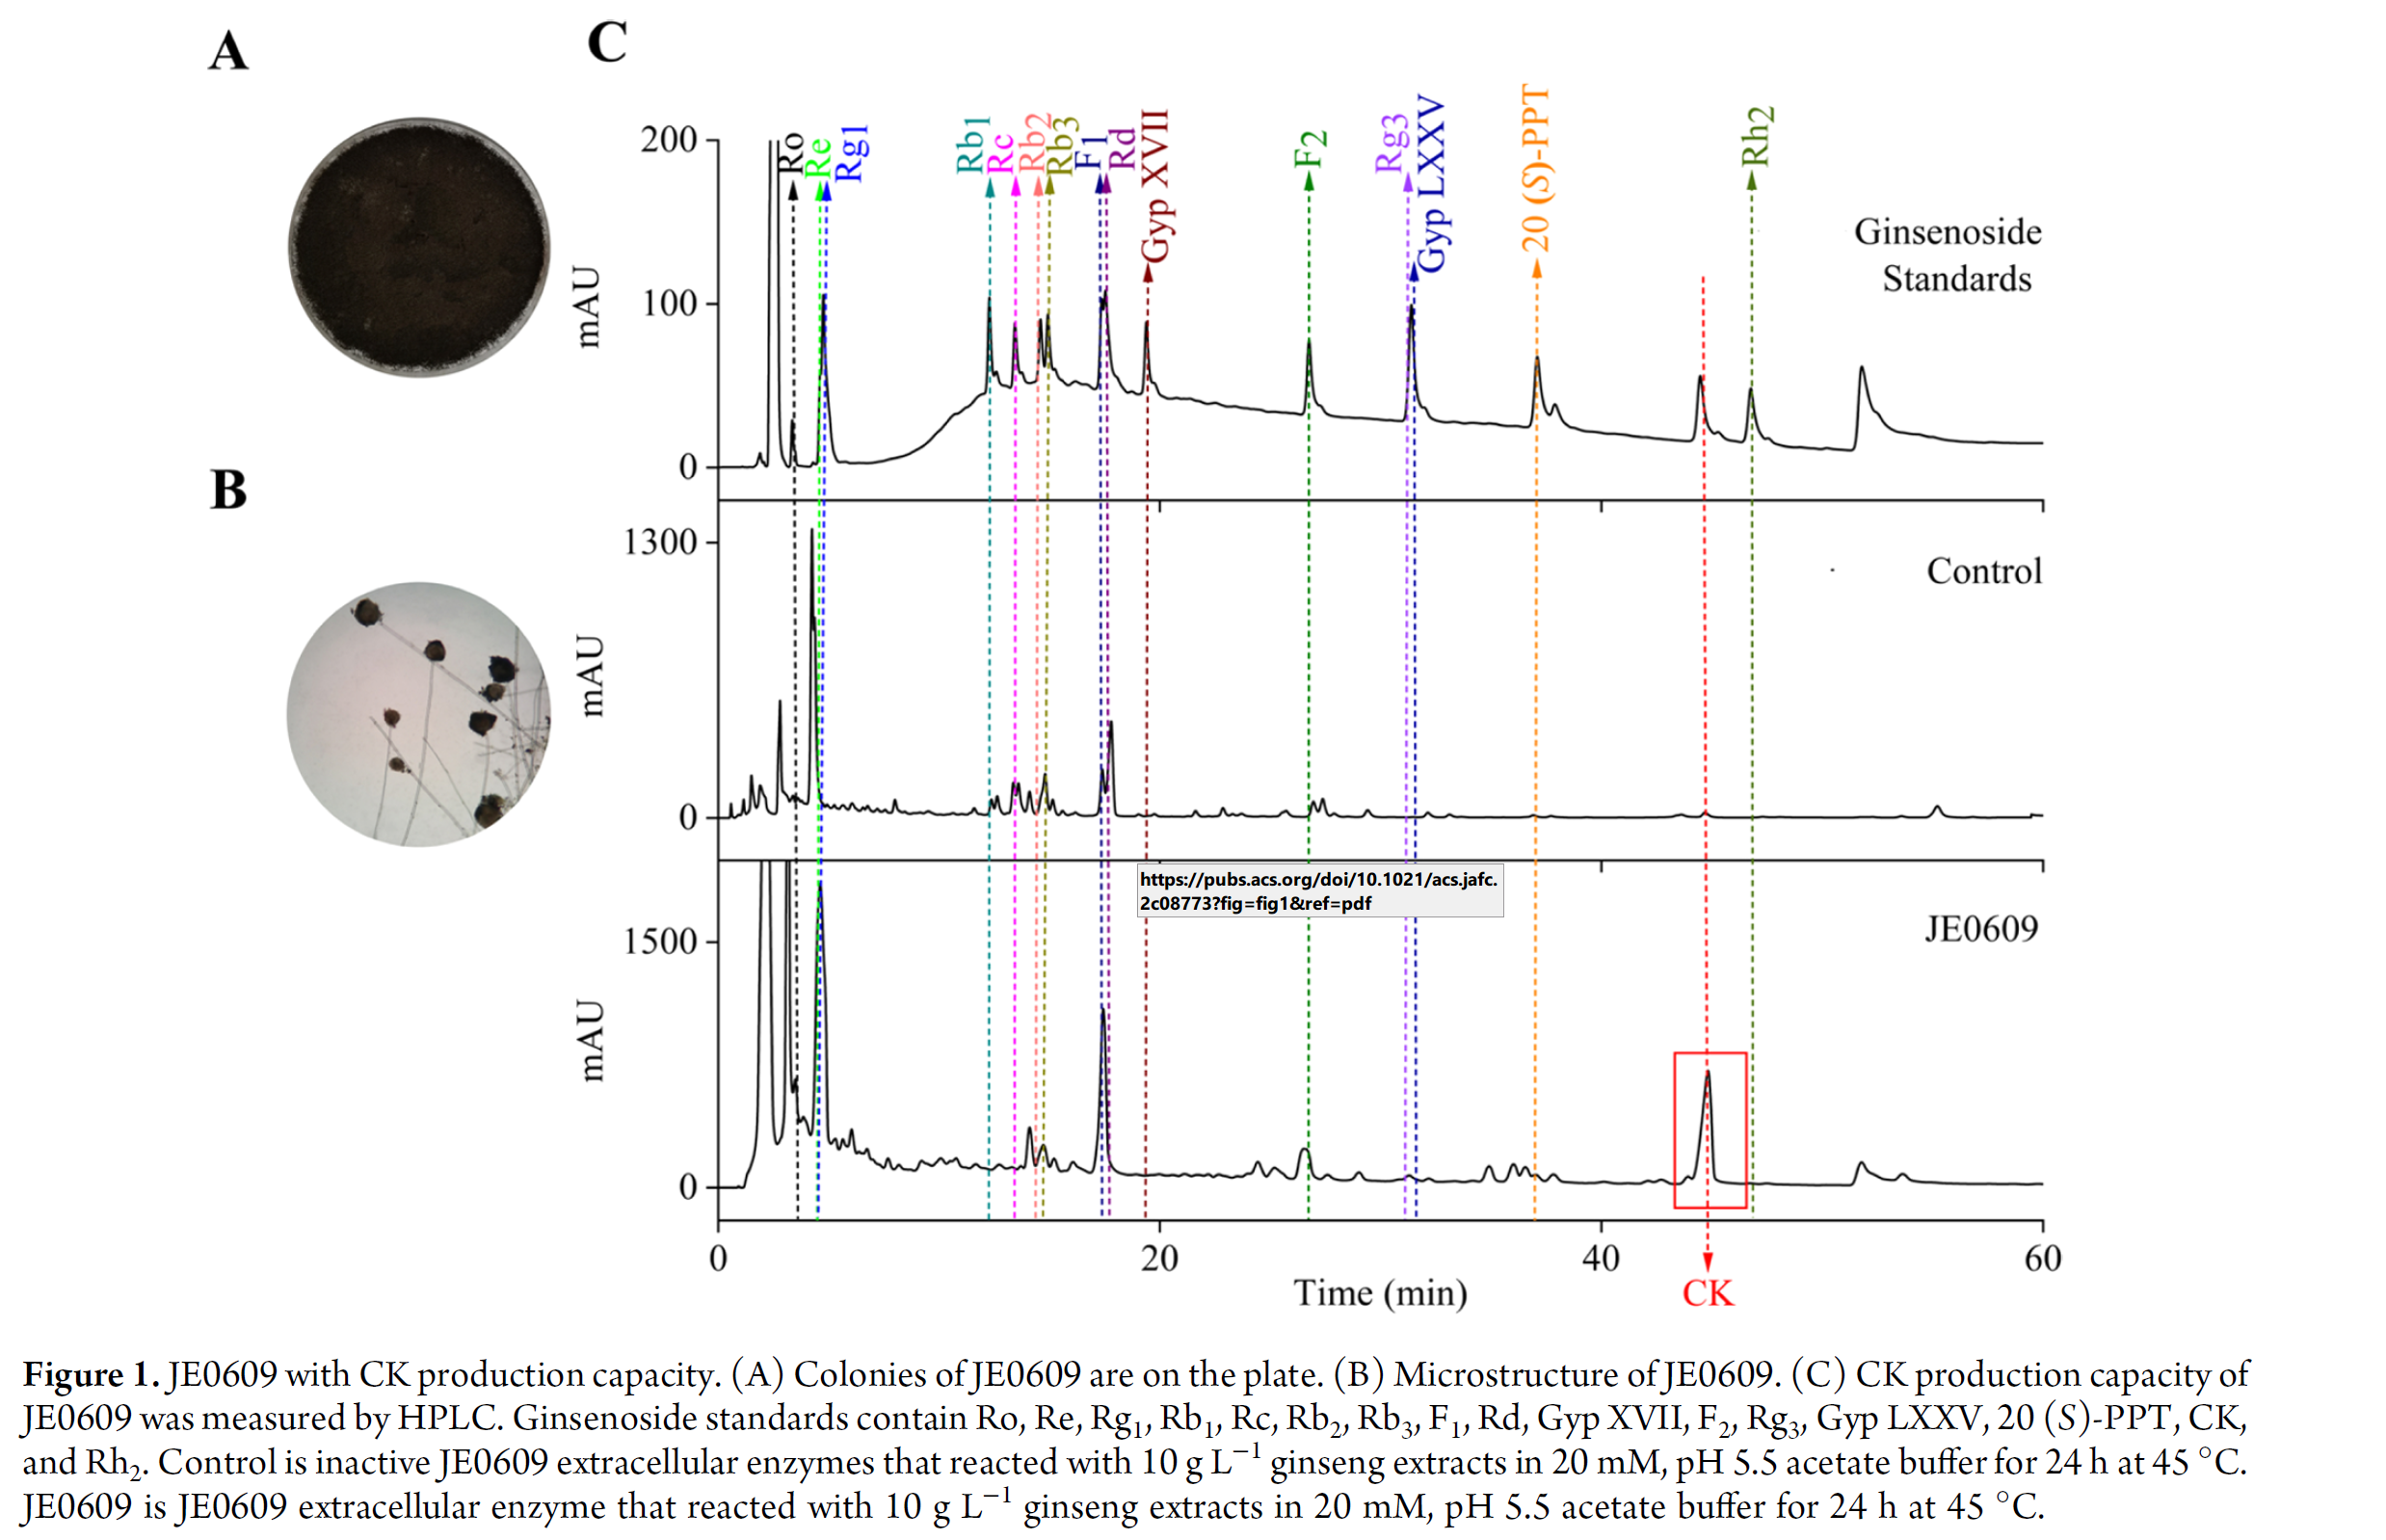 A
B
C
200
100
0
mAU
Ro
Re
Rg1
Rb1
Rc
Rb2
Rb3
F1
Rd
Gyp XVII
F2
Rg3
Gyp LXXV
20 (S)-PPT
Rh2
Ginsenoside
Standards
1300
0
mAU
Control
https://pubs.acs.org/doi/10.1021/acs.jafc.
2c08773?fig=fig1&ref=pdf
1500
0
mAU
JE0609
0
20
40
60
Time (min)
CK
Figure 1. JE0609 with CK production capacity. (A) Colonies of JE0609 are on the plate. (B) Microstructure of JE0609. (C) CK production capacity of
JE0609 was measured by HPLC. Ginsenoside standards contain Ro, Re, Rg₁, Rb₁, Rc, Rb₂, Rb₃, F₁, Rd, Gyp XVII, F₂, Rg₃, Gyp LXXV, 20 (S)-PPT, CK,
and Rh₂. Control is inactive JE0609 extracellular enzymes that reacted with 10 g L⁻¹ ginseng extracts in 20 mM, pH 5.5 acetate buffer for 24 h at 45 °C.
JE0609 is JE0609 extracellular enzyme that reacted with 10 g L⁻¹ ginseng extracts in 20 mM, pH 5.5 acetate buffer for 24 h at 45 °C.